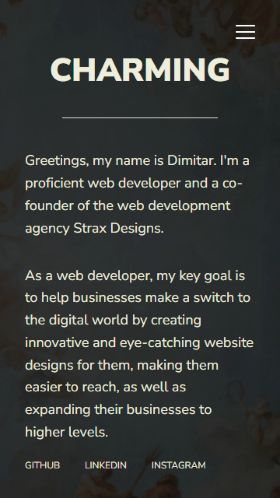 CHARMING
Greetings, my name is Dimitar. I'm a
proficient web developer and a co-
founder of the web development
agency Strax Designs.
As a web developer, my key goal is
to help businesses make a switch to
the digital world by creating
innovative and eye-catching website
designs for them, making them
easier to reach, as well as
expanding their businesses to
higher levels.
GITHUB LINKEDIN INSTAGRAM